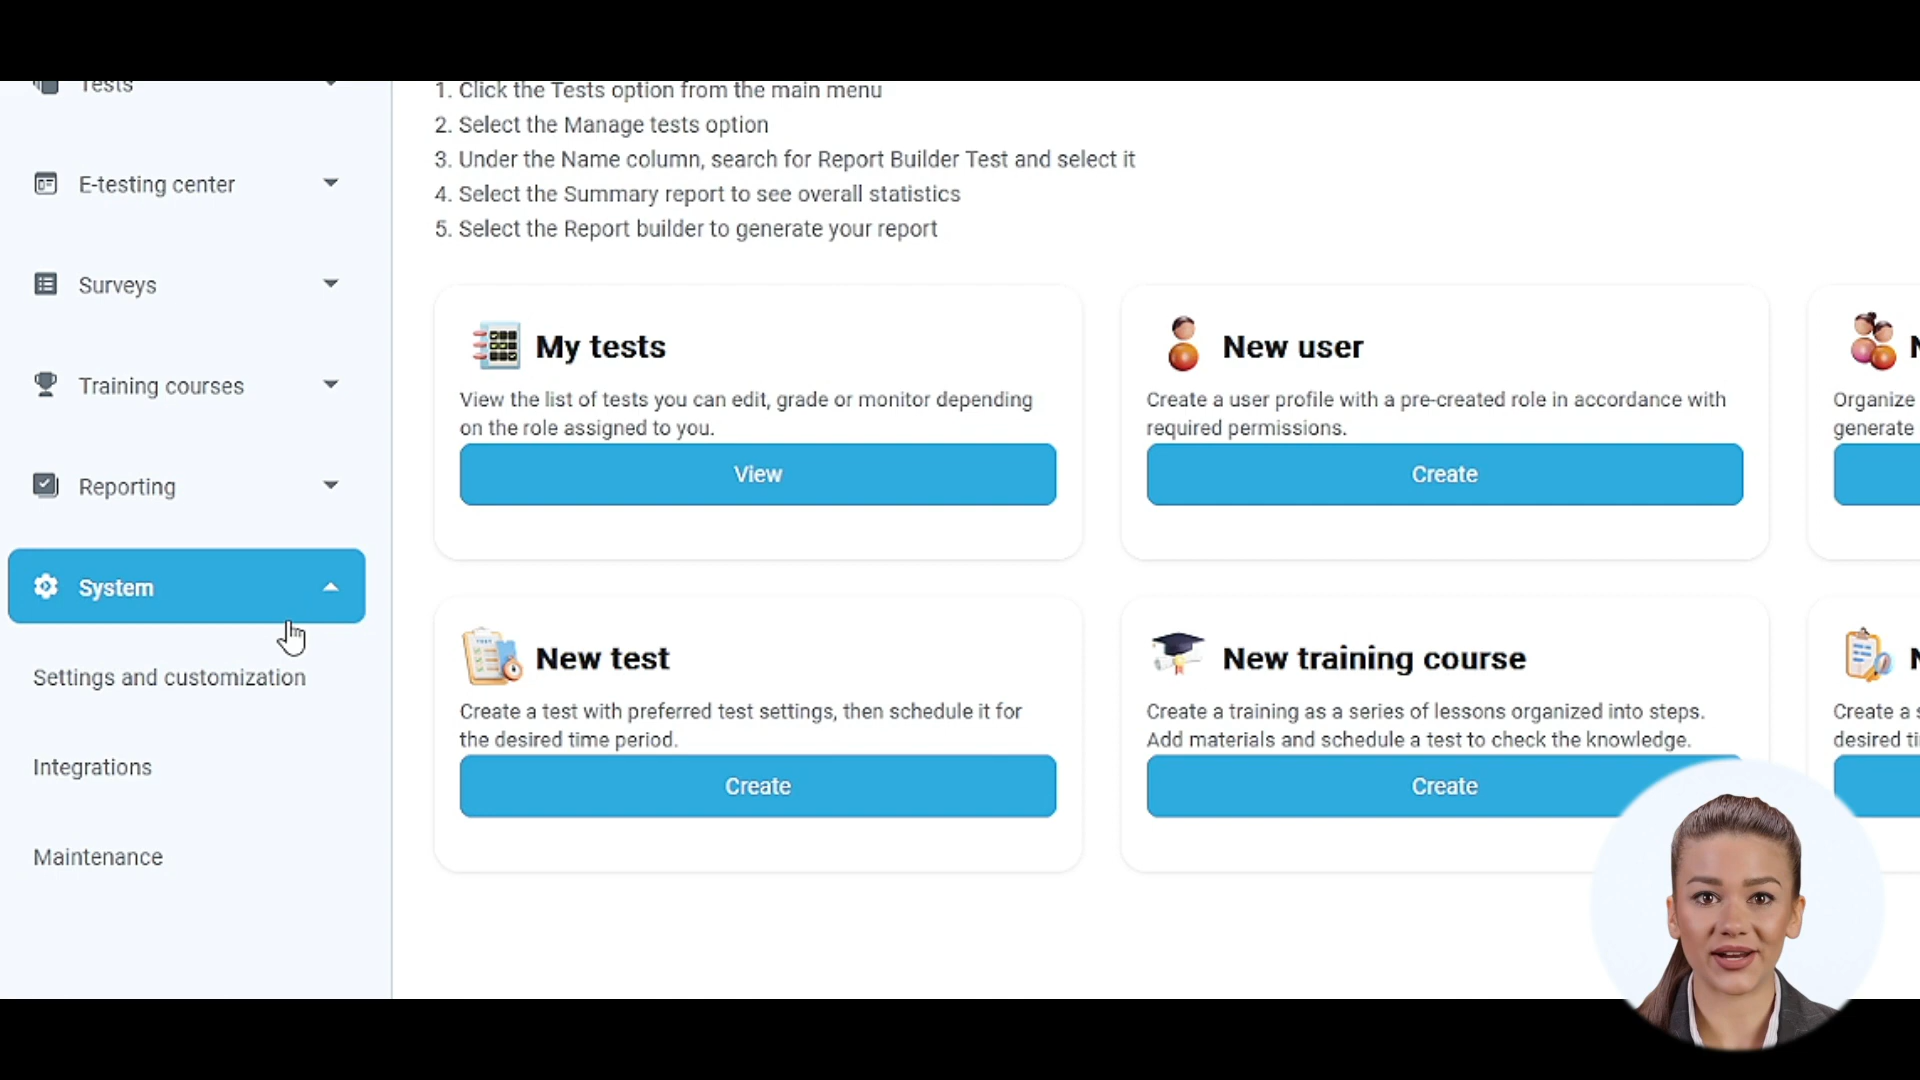 Tests
E-testing center
Surveys
Training courses
Reporting
System
Settings and customization
Integrations
Maintenance
1. Click the Tests option from the main menu
2. Select the Manage tests option
3. Under the Name column, search for Report Builder Test and select it
4. Select the Summary report to see overall statistics
5. Select the Report builder to generate your report
My tests
View the list of tests you can edit, grade or monitor depending
on the role assigned to you.
View
New user
Create a user profile with a pre-created role in accordance with
required permissions.
Create
Organize
generate
New test
Create a test with preferred test settings, then schedule it for
the desired time period.
Create
New training course
Create a training as a series of lessons organized into steps.
Add materials and schedule a test to check the knowledge.
Create
Create a
desired